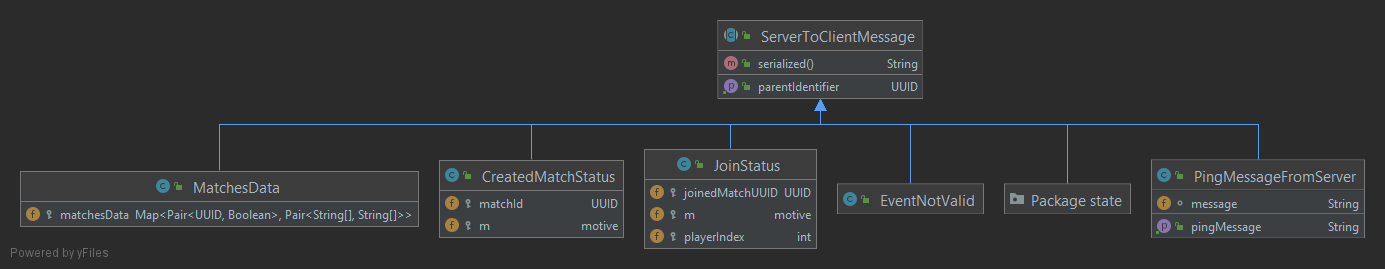 ServerToClientMessage
serialized() String
parentIdentifier UUID
MatchesData
matchesData Map<Pair<UUID, Boolean>, Pair<String[], String[]>>
CreatedMatchStatus
matchId UUID
m motive
JoinStatus
joinedMatchUUID UUID
m motive
playerIndex int
EventNotValid
Package state
PingMessageFromServer
message String
pingMessage String
Powered by yFiles